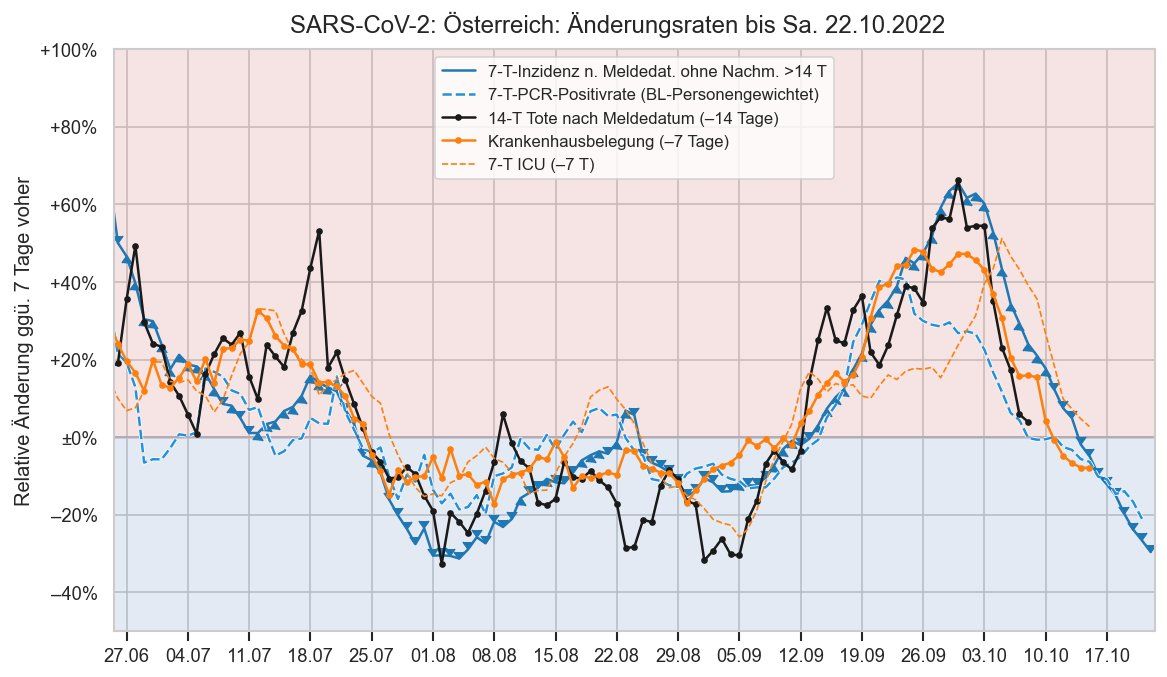 SARS-CoV-2: Österreich: Änderungsraten bis Sa. 22.10.2022
Relative Änderung ggü. 7 Tage voher
+100%
+80%
+60%
+40%
+20%
±0%
–20%
–40%
7-T-Inzidenz n. Meldedat. ohne Nachm. >14 T
7-T-PCR-Positivrate (BL-Personengewichtet)
14-T Tote nach Meldedatum (–14 Tage)
Krankenhausbelegung (–7 Tage)
7-T ICU (–7 T)
27.06 04.07 11.07 18.07 25.07 01.08 08.08 15.08 22.08 29.08 05.09 12.09 19.09 26.09 03.10 10.10 17.10